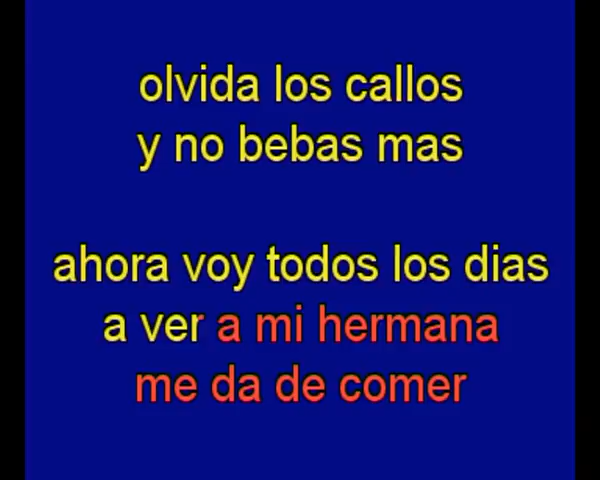 olvida los callos
y no bebas mas
ahora voy todos los dias
a ver a mi hermana
me da de comer